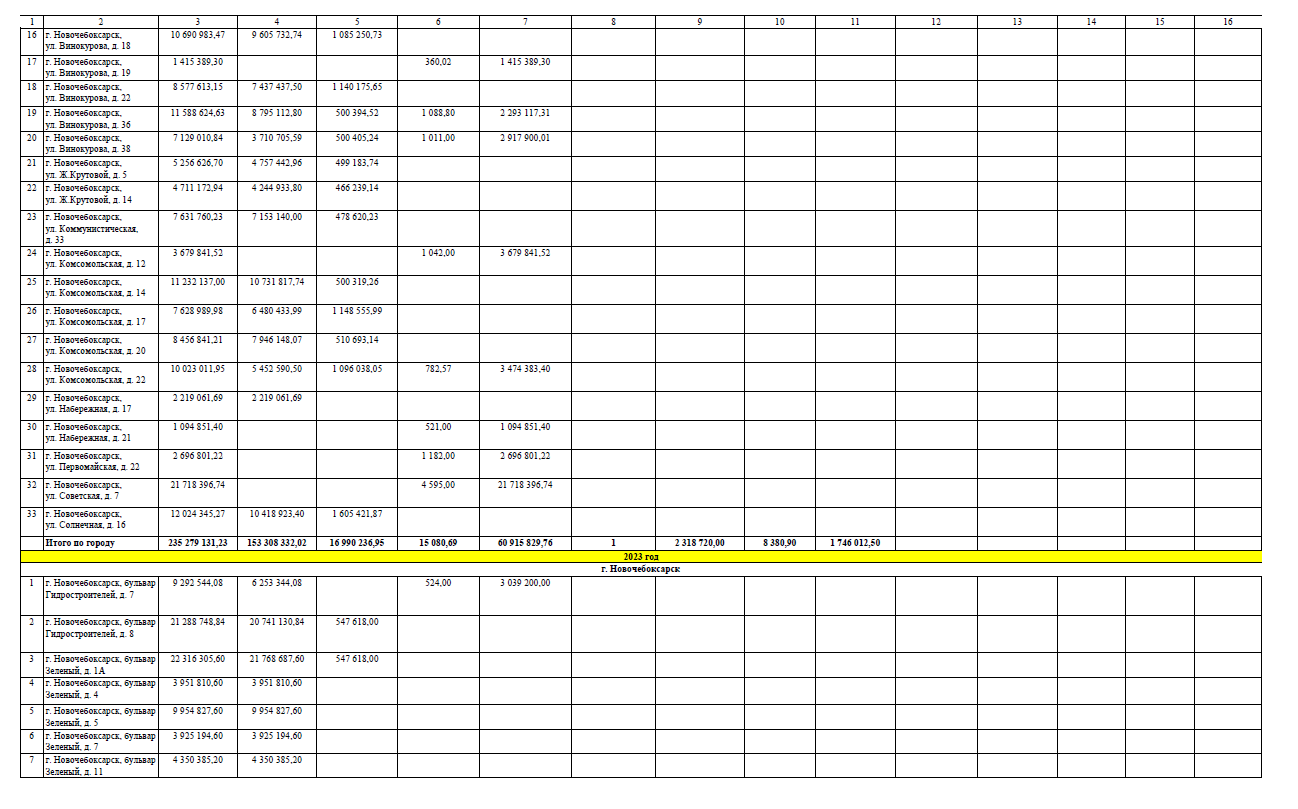 1 2 3 4 5 6 7 8 9 10 11 12 13 14 15 16
16 г. Новочебоксарск, 10 690 983,47 9 605 732,74 1 085 250,73
ул. Винокурова, д. 18
17 г. Новочебоксарск, 1 415 389,30 360,02 1 415 389,30
ул. Винокурова, д. 19
18 г. Новочебоксарск, 8 577 613,15 7 437 437,50 1 140 175,65
ул. Винокурова, д. 22
19 г. Новочебоксарск, 11 588 624,63 8 795 112,80 500 394,52 1 088,80 2 293 117,31
ул. Винокурова, д. 36
20 г. Новочебоксарск, 7 129 010,84 3 710 705,59 500 405,24 1 011,00 2 917 900,01
ул. Винокурова, д. 38
21 г. Новочебоксарск, 5 256 626,70 4 757 442,96 499 183,74
ул. Ж.Крутовой, д. 5
22 г. Новочебоксарск, 4 711 172,94 4 244 933,80 466 239,14
ул. Ж.Крутовой, д. 14
23 г. Новочебоксарск, 7 631 760,23 7 153 140,00 478 620,23
ул. Коммунистическая,
д. 33
24 г. Новочебоксарск, 3 679 841,52 1 042,00 3 679 841,52
ул. Комсомольская, д. 12
25 г. Новочебоксарск, 11 232 137,00 10 731 817,74 500 319,26
ул. Комсомольская, д. 14
26 г. Новочебоксарск, 7 628 989,98 6 480 433,99 1 148 555,99
ул. Комсомольская, д. 17
27 г. Новочебоксарск, 8 456 841,21 7 946 148,07 510 693,14
ул. Комсомольская, д. 20
28 г. Новочебоксарск, 10 023 011,95 5 452 590,50 1 096 038,05 782,57 3 474 383,40
ул. Комсомольская, д. 22
29 г. Новочебоксарск, 2 219 061,69 2 219 061,69
ул. Набережная, д. 17
30 г. Новочебоксарск, 1 094 851,40 521,00 1 094 851,40
ул. Набережная, д. 21
31 г. Новочебоксарск, 2 696 801,22 1 182,00 2 696 801,22
ул. Первомайская, д. 22
32 г. Новочебоксарск, 21 718 396,74 4 595,00 21 718 396,74
ул. Советская, д. 7
33 г. Новочебоксарск, 12 024 345,27 10 418 923,40 1 605 421,87
ул. Солнечная, д. 16
Итого по городу 235 279 131,23 153 308 332,02 16 990 236,95 15 080,69 60 915 829,76 1 2 318 720,00 8 380,90 1 746 012,50
2023 год
г. Новочебоксарск
1 г. Новочебоксарск, бульвар 9 292 544,08 6 253 344,08 524,00 3 039 200,00
Гидростроителей, д. 7
2 г. Новочебоксарск, бульвар 21 288 748,84 20 741 130,84 547 618,00
Гидростроителей, д. 8
3 г. Новочебоксарск, бульвар 22 316 305,60 21 768 687,60 547 618,00
Зеленый, д. 1А
4 г. Новочебоксарск, бульвар 3 951 810,60 3 951 810,60
Зеленый, д. 4
5 г. Новочебоксарск, бульвар 9 954 827,60 9 954 827,60
Зеленый, д. 5
6 г. Новочебоксарск, бульвар 3 925 194,60 3 925 194,60
Зеленый, д. 7
7 г. Новочебоксарск, бульвар 4 350 385,20 4 350 385,20
Зеленый, д. 11